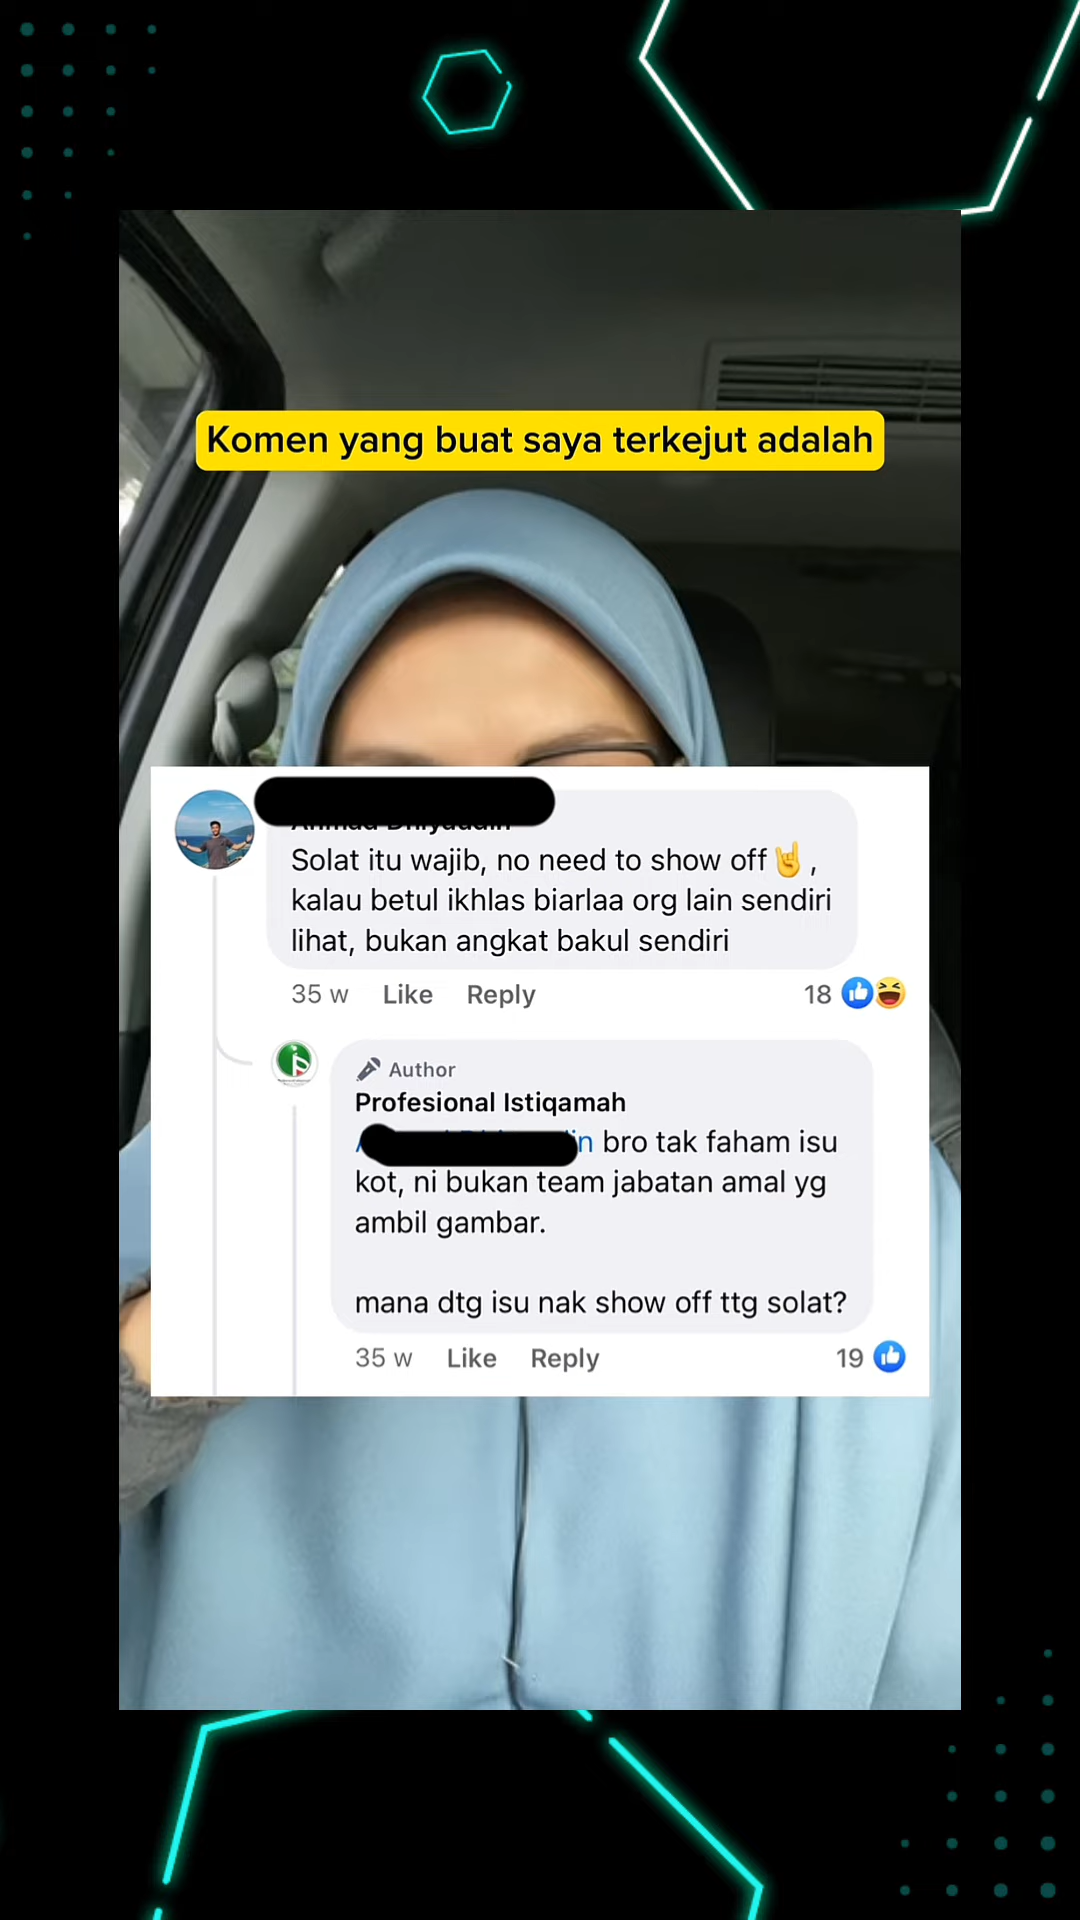 Komen yang buat saya terkejut adalah
Solat itu wajib, no need to show off🤘,
kalau betul ikhlas biarlaa org lain sendiri
lihat, bukan angkat bakul sendiri
35 w Like Reply 18
Author
Profesional Istiqamah
bro tak faham isu
kot, ni bukan team jabatan amal yg
ambil gambar.
mana dtg isu nak show off ttg solat?
35 w Like Reply 19